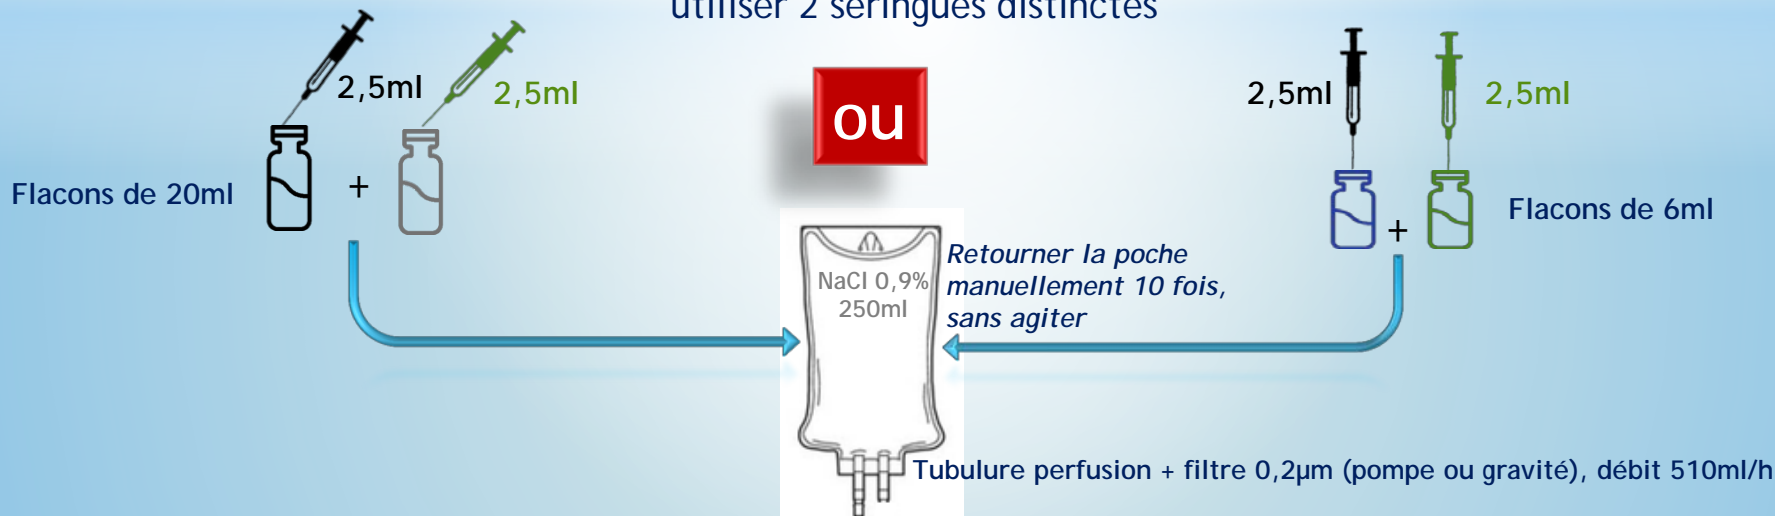 utiliser 2 seringues distinctes
2,5ml
2,5ml
ou
2,5ml
2,5ml
Flacons de 20ml
+
+
Flacons de 6ml
NaCl 0,9%
250ml
Retourner la poche
manuellement 10 fois,
sans agiter
Tubulure perfusion + filtre 0,2µm (pompe ou gravité), débit 510ml/h